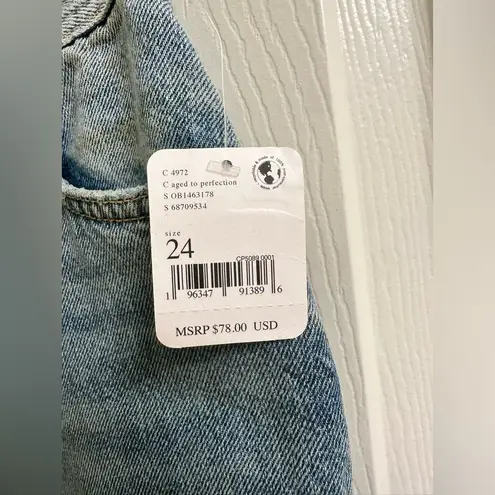 C 4972
C aged to perfection
S OB1463178
S 68709534
size
24
CP5089 0001
1 96347 91389 6
MSRP $78.00 USD